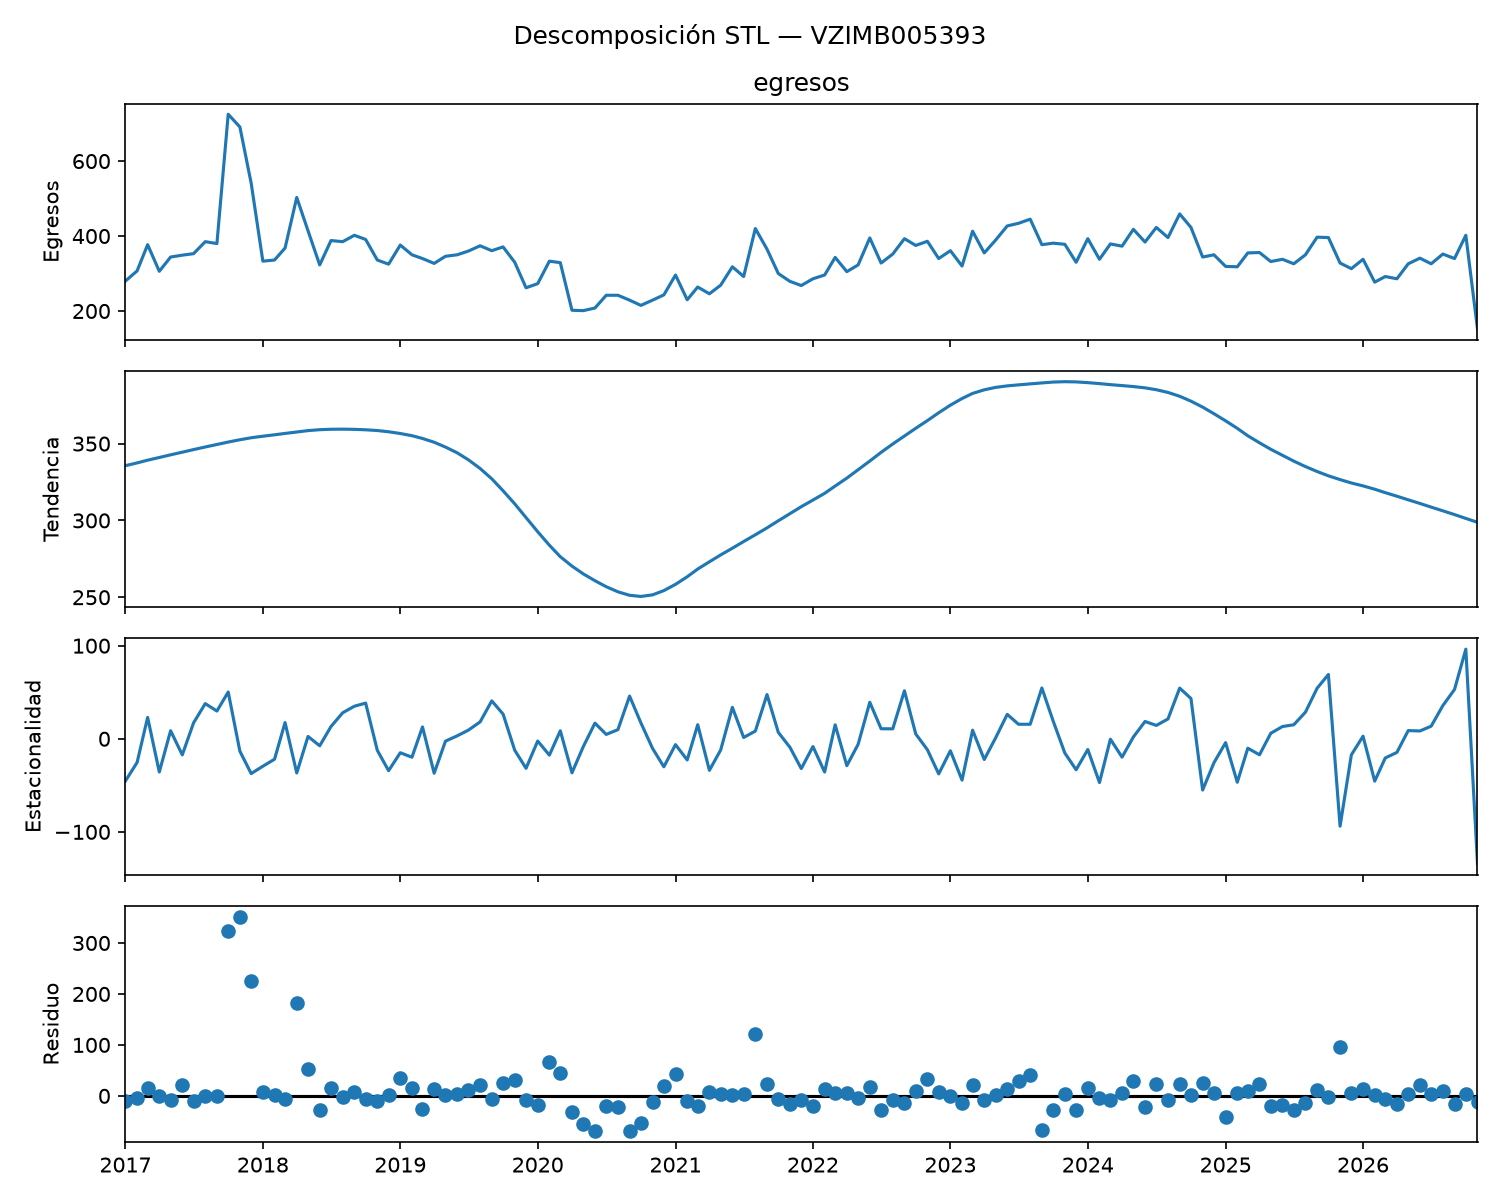 Descomposición STL — VZIMB005393
egresos
Egresos
600
400
200
Tendencia
350
300
250
Estacionalidad
100
0
−100
Residuo
300
200
100
0
2017 2018 2019 2020 2021 2022 2023 2024 2025 2026